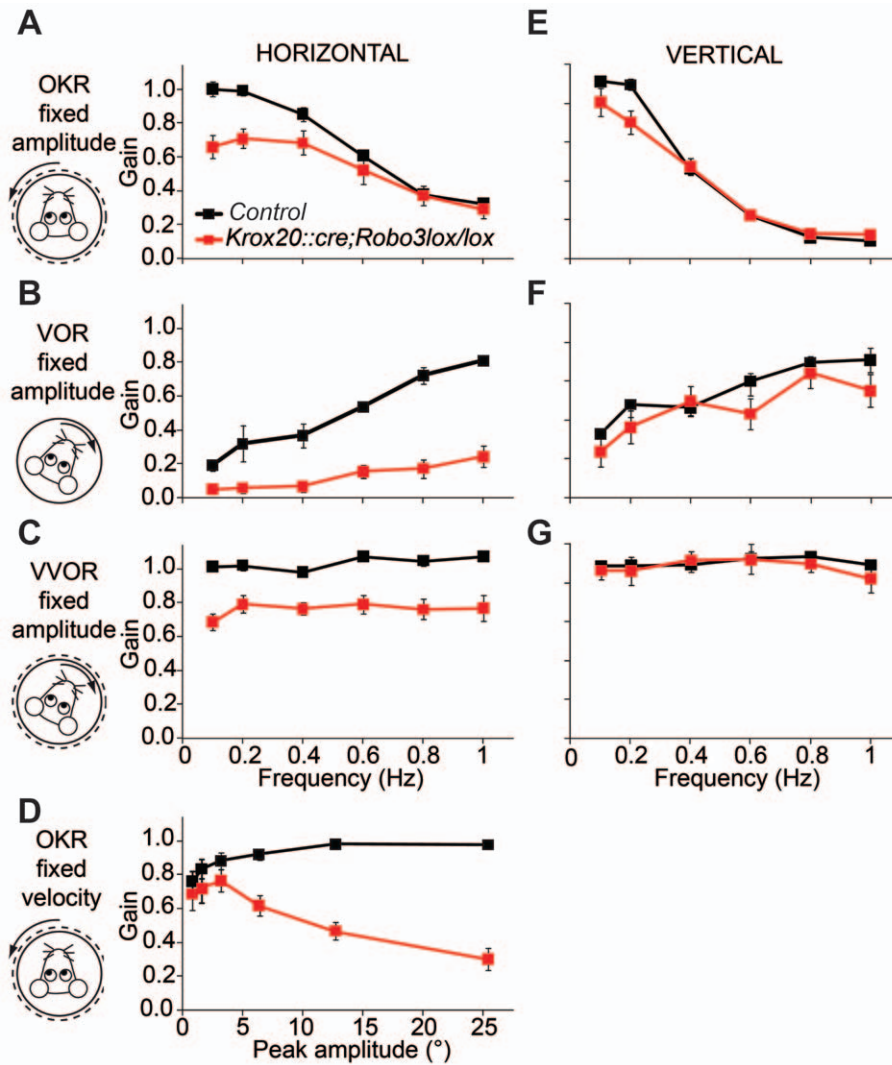 A
E
HORIZONTAL
VERTICAL
OKR
fixed
amplitude
Gain
1.0
0.8
0.6
0.4
0.2
0.0
Control
Krox20::cre;Robo3lox/lox
B
F
VOR
fixed
amplitude
Gain
1.0
0.8
0.6
0.4
0.2
0.0
C
G
VVOR
fixed
amplitude
Gain
1.0
0.8
0.6
0.4
0.2
0.0
0 0.2 0.4 0.6 0.8 1
Frequency (Hz)
0 0.2 0.4 0.6 0.8 1
Frequency (Hz)
D
OKR
fixed
velocity
Gain
1.0
0.8
0.6
0.4
0.2
0.0
0 5 10 15 20 25
Peak amplitude (°)